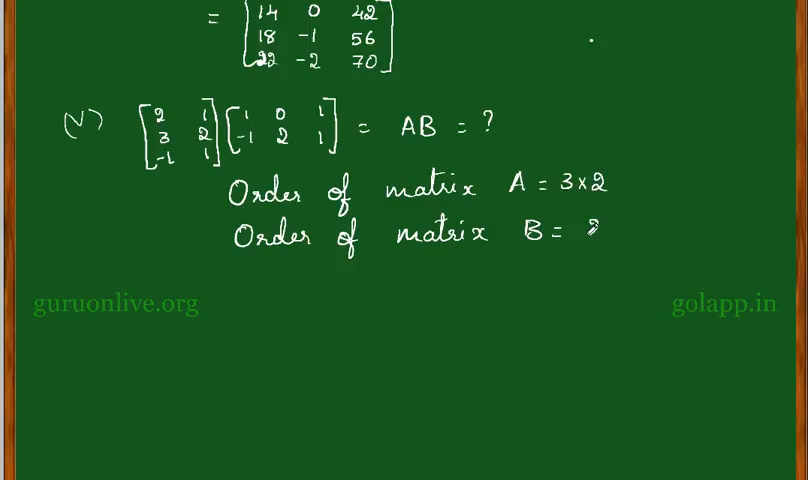 = [14 0 42
18 -1 56
22 -2 70]
(V) [2 1
3 2
-1 1] [1 0 1
-1 2 1] = AB = ?
Order of matrix A = 3×2
Order of matrix B =
guruonlive.org golapp.in